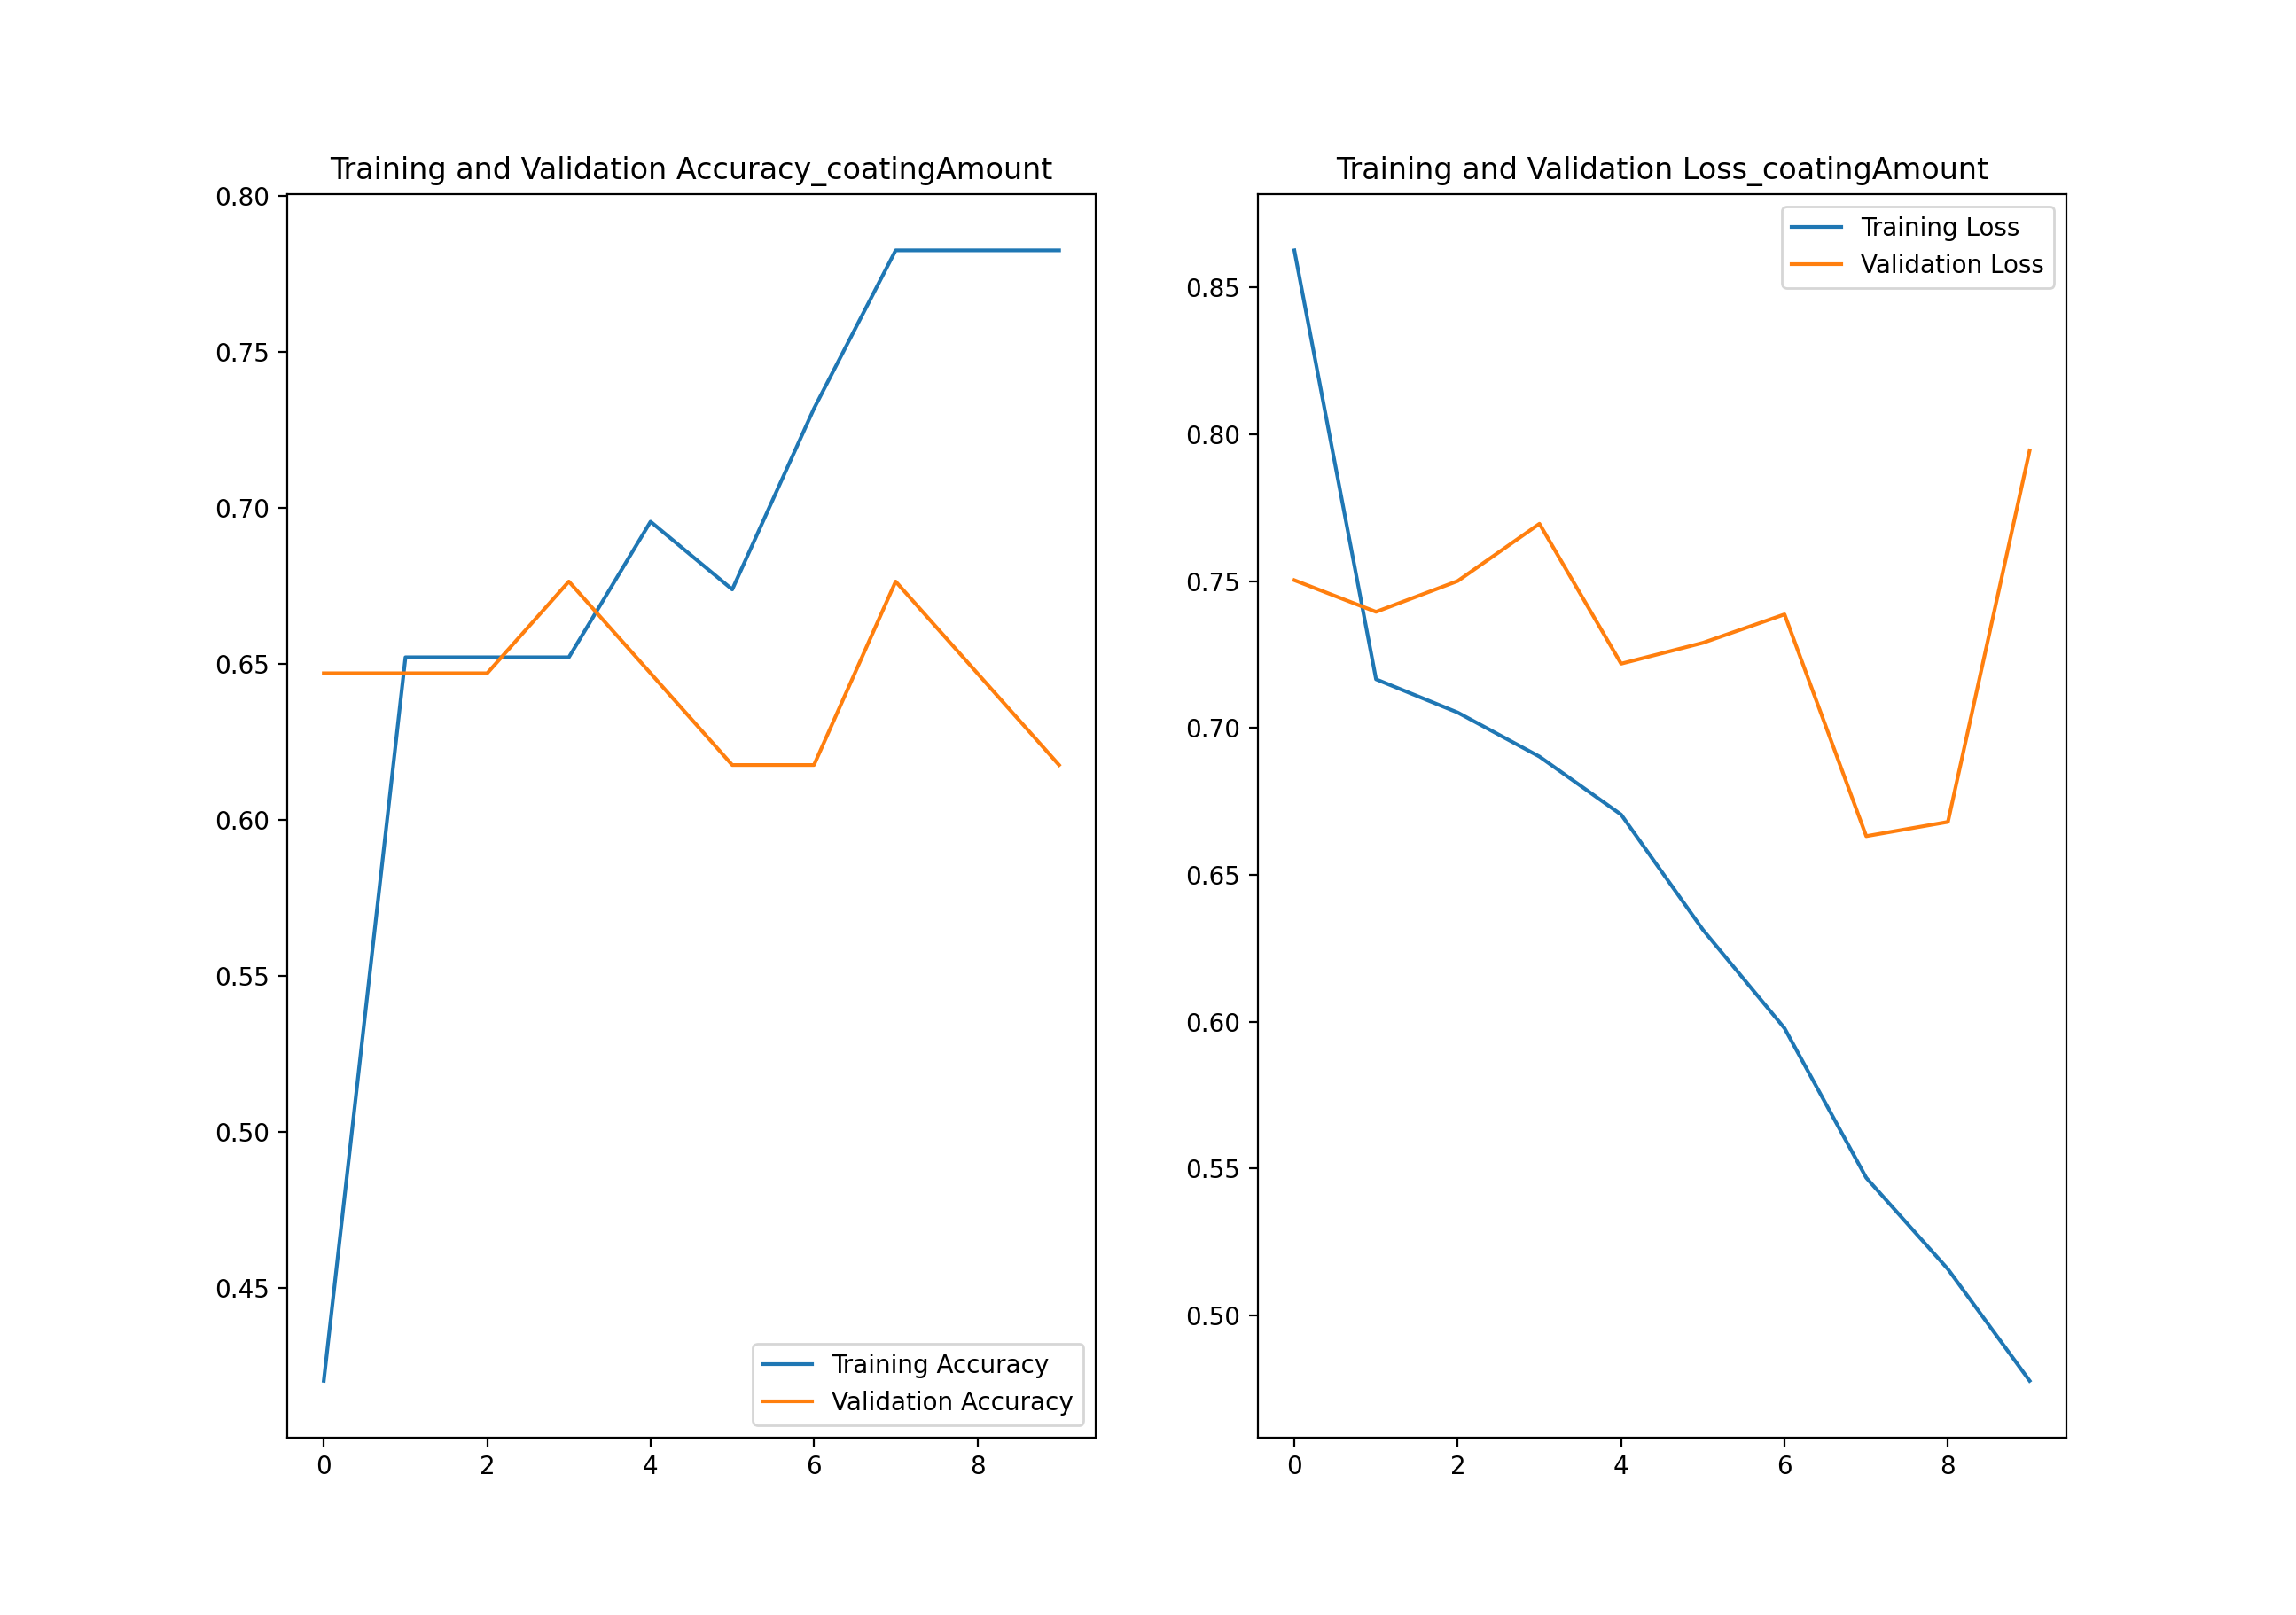 Training and Validation Accuracy_coatingAmount
0.80
0.75
0.70
0.65
0.60
0.55
0.50
0.45
0 2 4 6 8
Training Accuracy
Validation Accuracy
Training and Validation Loss_coatingAmount
0.85
0.80
0.75
0.70
0.65
0.60
0.55
0.50
0 2 4 6 8
Training Loss
Validation Loss